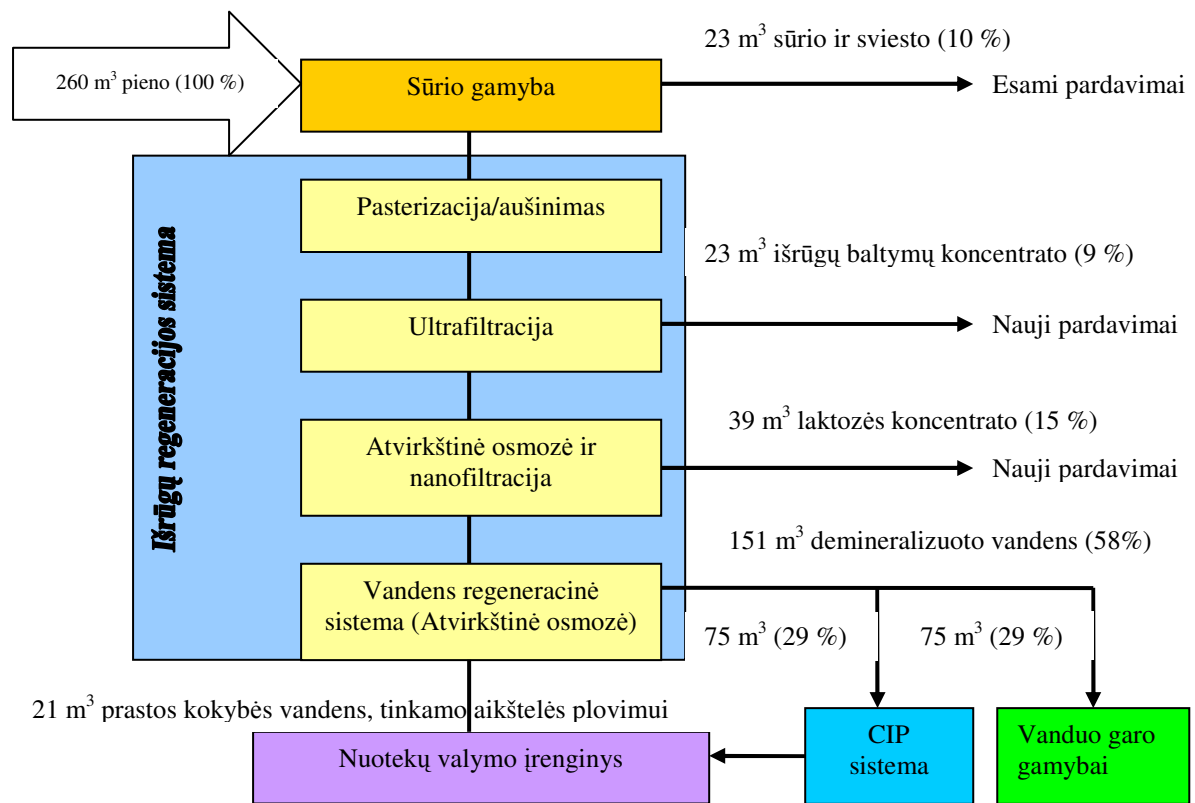 23 m³ sūrio ir sviesto (10 %)
260 m³ pieno (100 %)
Sūrio gamyba
Esami pardavimai
Išrūgų regeneracijos sistema
Pasterizacija/aušinimas
23 m³ išrūgų baltymų koncentrato (9 %)
Ultrafiltracija
Nauji pardavimai
39 m³ laktozės koncentrato (15 %)
Atvirkštinė osmozė ir
nanofiltracija
Nauji pardavimai
151 m³ demineralizuoto vandens (58%)
Vandens regeneracinė
sistema (Atvirkštinė osmozė)
75 m³ (29 %)
75 m³ (29 %)
21 m³ prastos kokybės vandens, tinkamo aikštelės plovimui
Nuotekų valymo įrenginys
CIP
sistema
Vanduo garo
gamybai